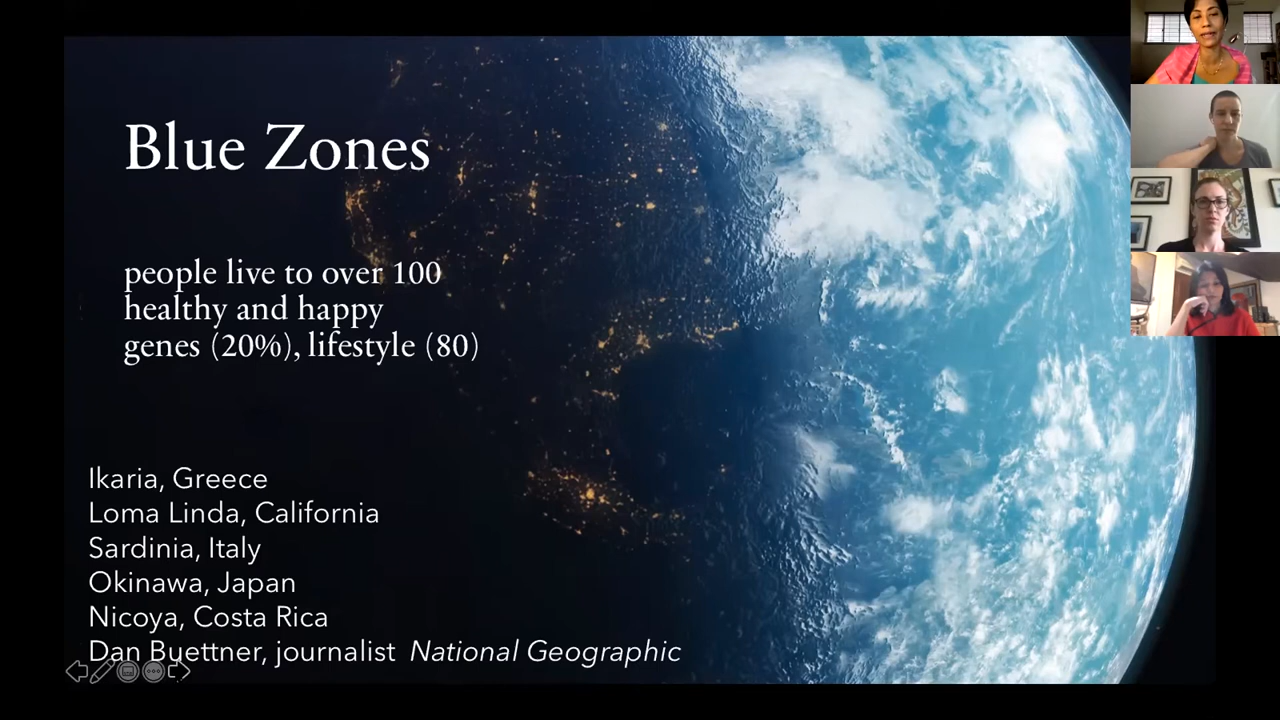 Blue Zones
people live to over 100
healthy and happy
genes (20%), lifestyle (80)
Ikaria, Greece
Loma Linda, California
Sardinia, Italy
Okinawa, Japan
Nicoya, Costa Rica
Dan Buettner, journalist National Geographic